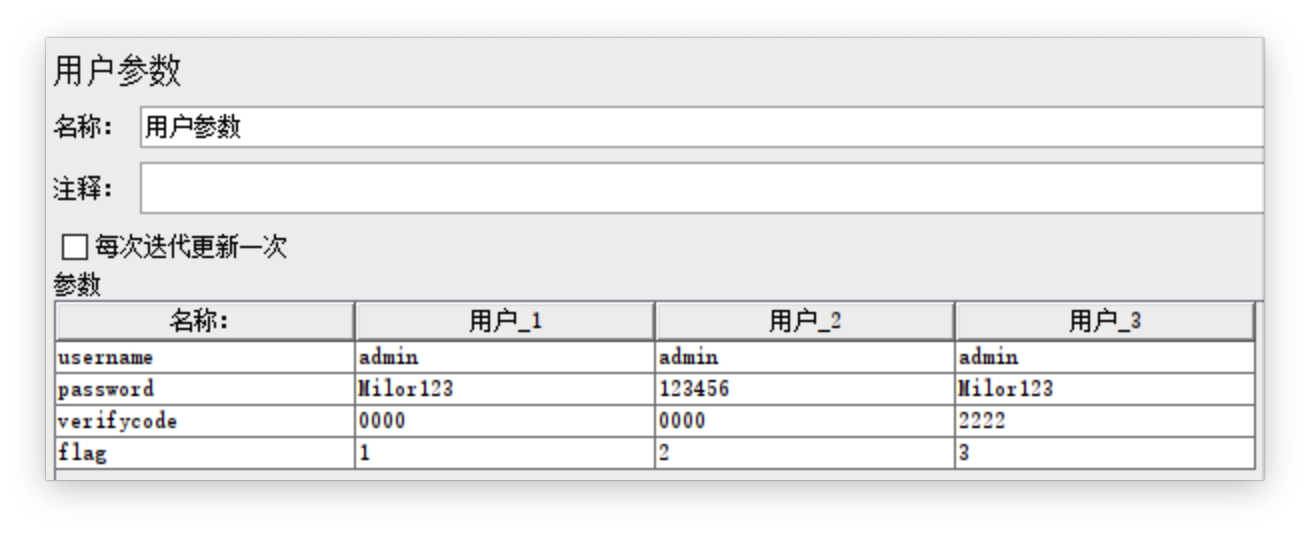 用户参数
名称： 用户参数
注释：
每次迭代更新一次
参数
名称： 用户_1 用户_2 用户_3
username admin admin admin
password Milor123 123456 Milor123
verifycode 0000 0000 2222
flag 1 2 3